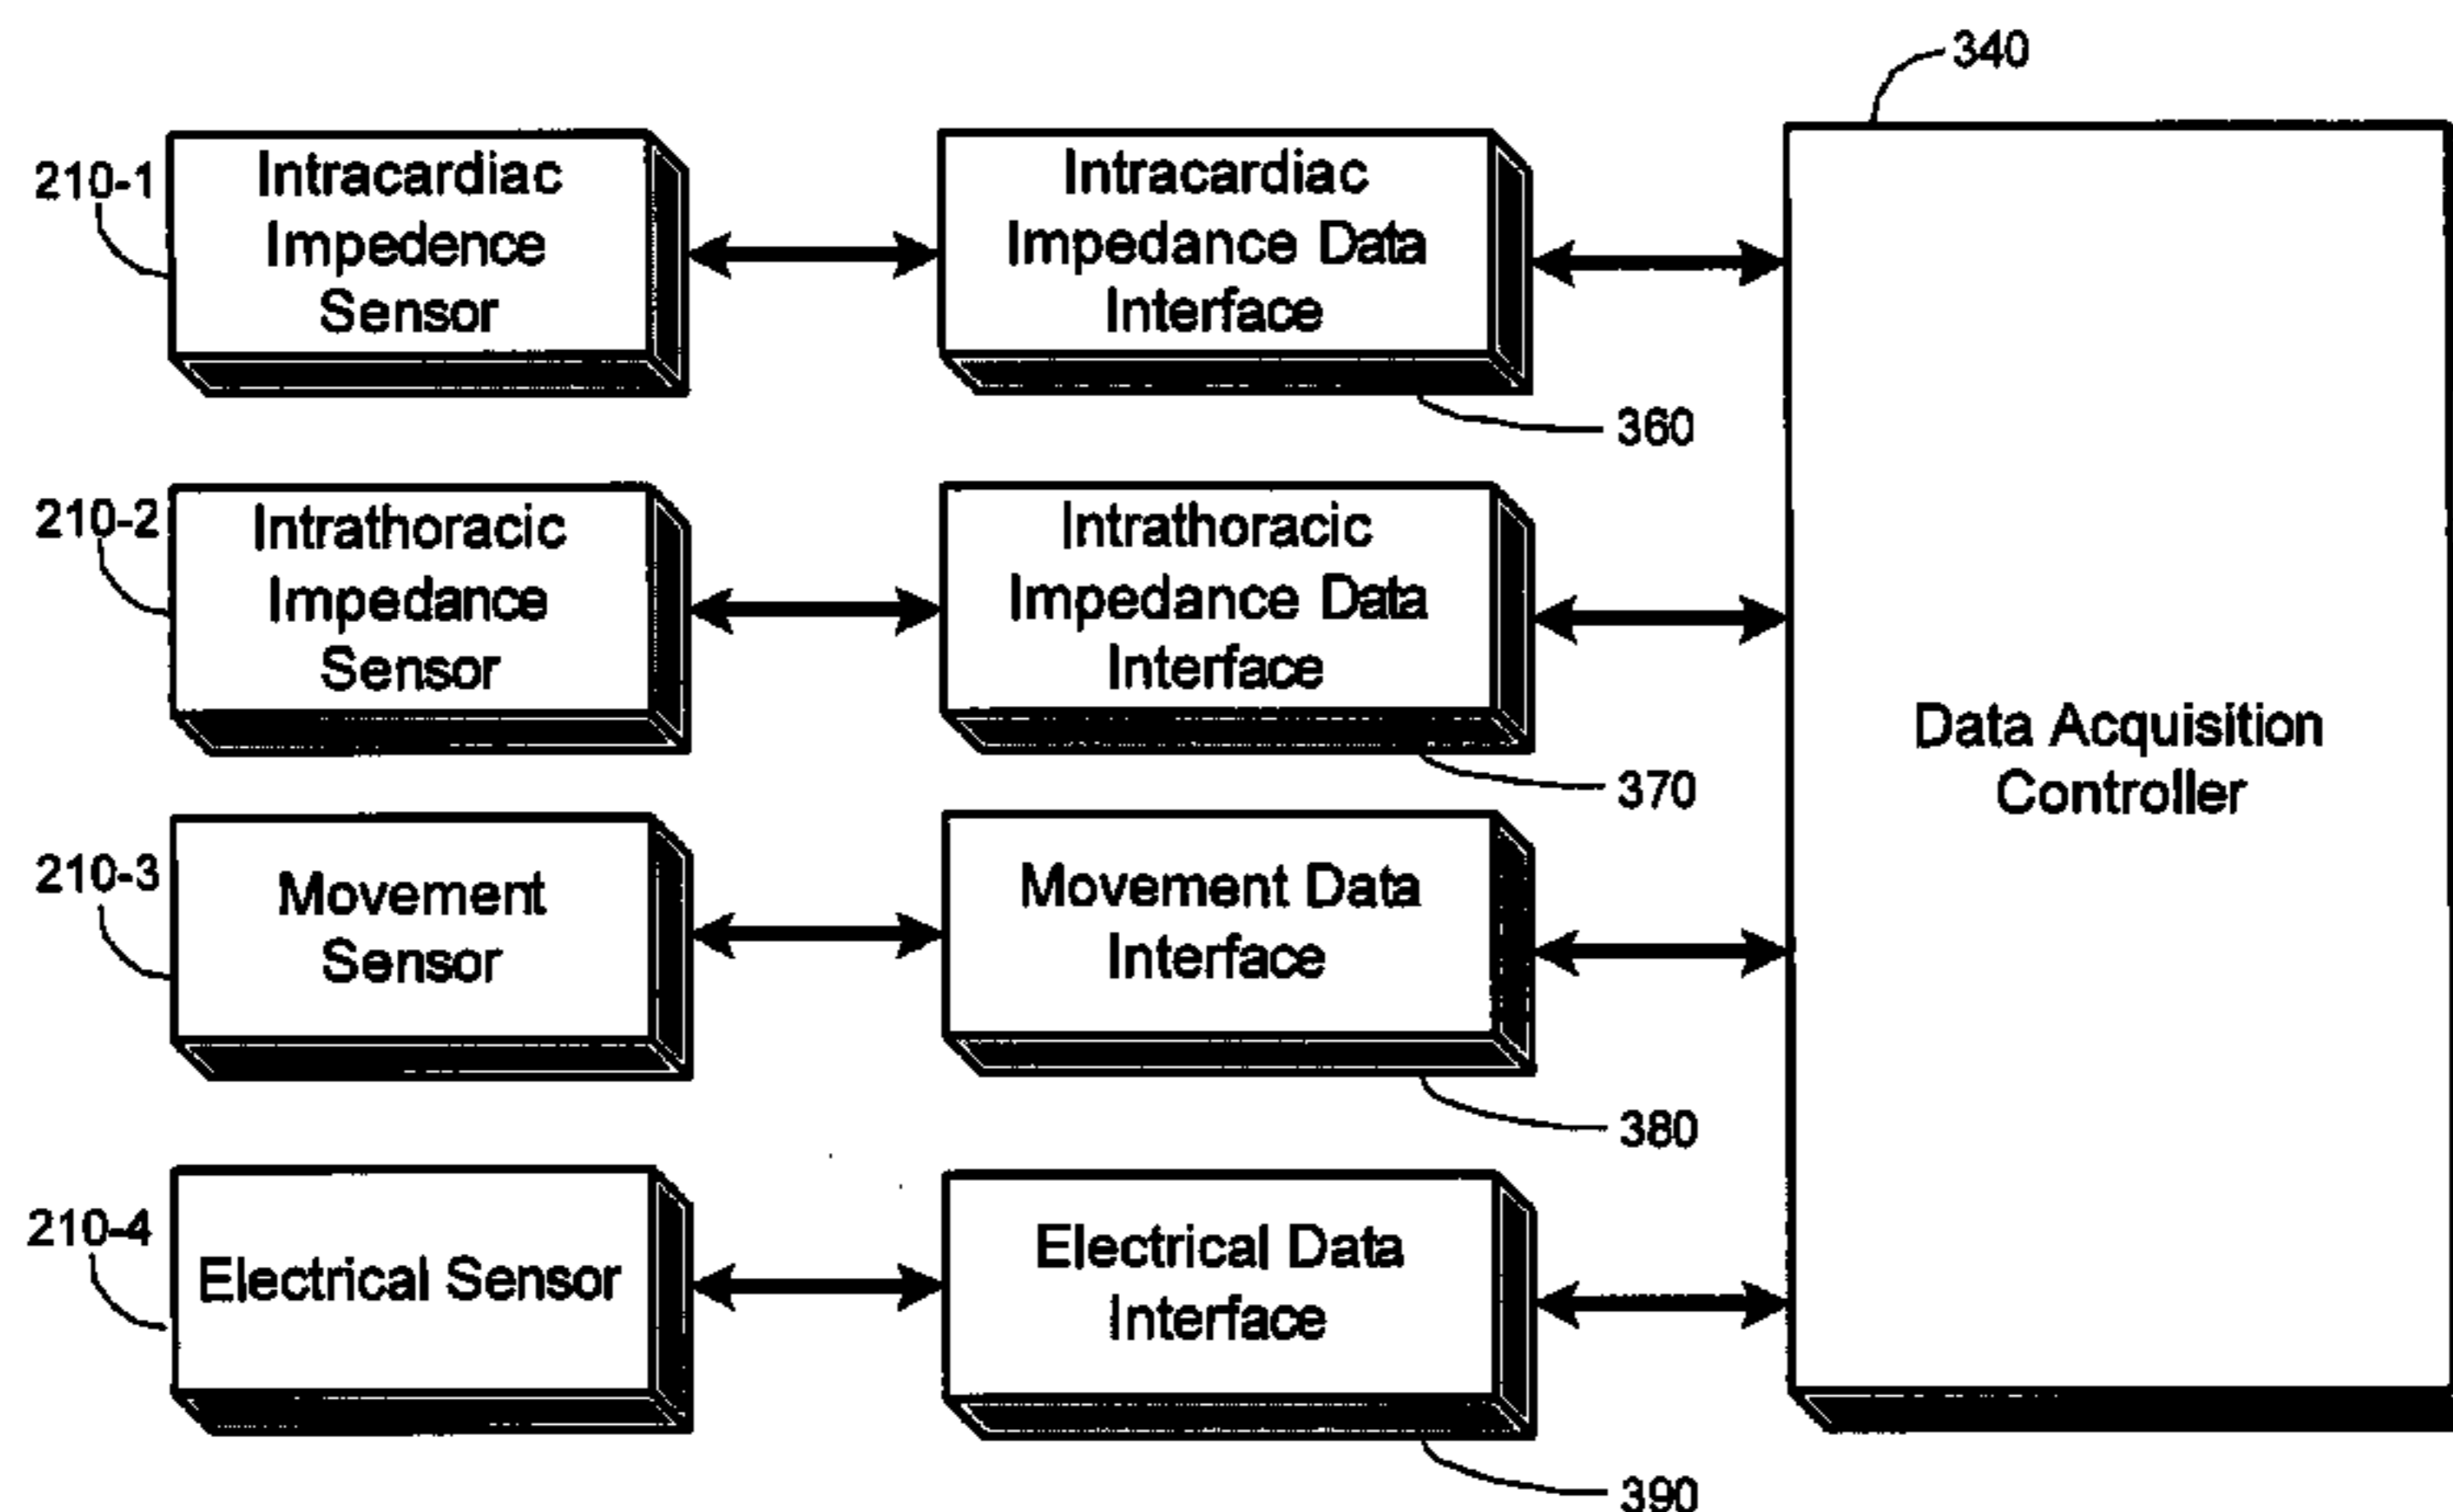 340
210-1
Intracardiac
Impedence
Sensor
Intracardiac
Impedance Data
Interface
360
210-2
Intrathoracic
Impedance
Sensor
Intrathoracic
Impedance Data
Interface
370
Data Acquisition
Controller
210-3
Movement
Sensor
Movement Data
Interface
380
210-4
Electrical Sensor
Electrical Data
Interface
390